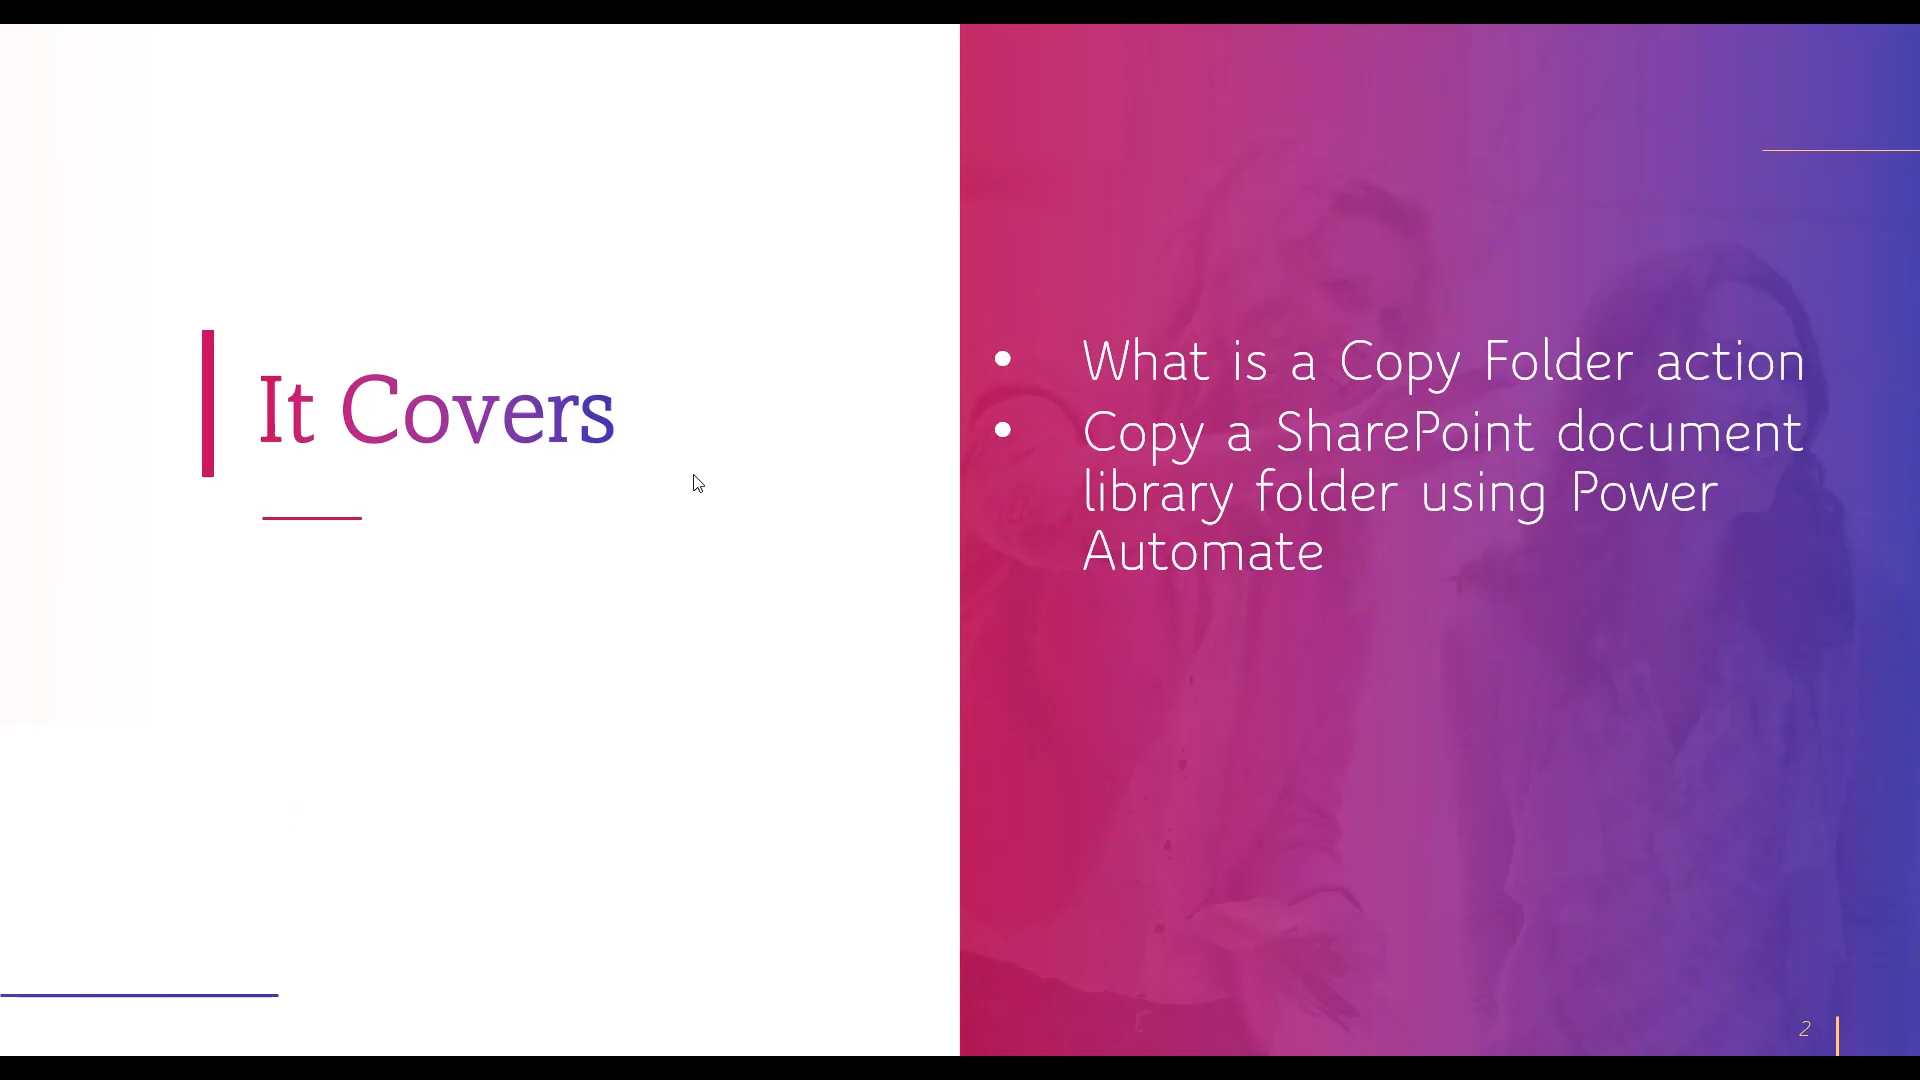 It Covers
• What is a Copy Folder action
• Copy a SharePoint document
library folder using Power
Automate
2